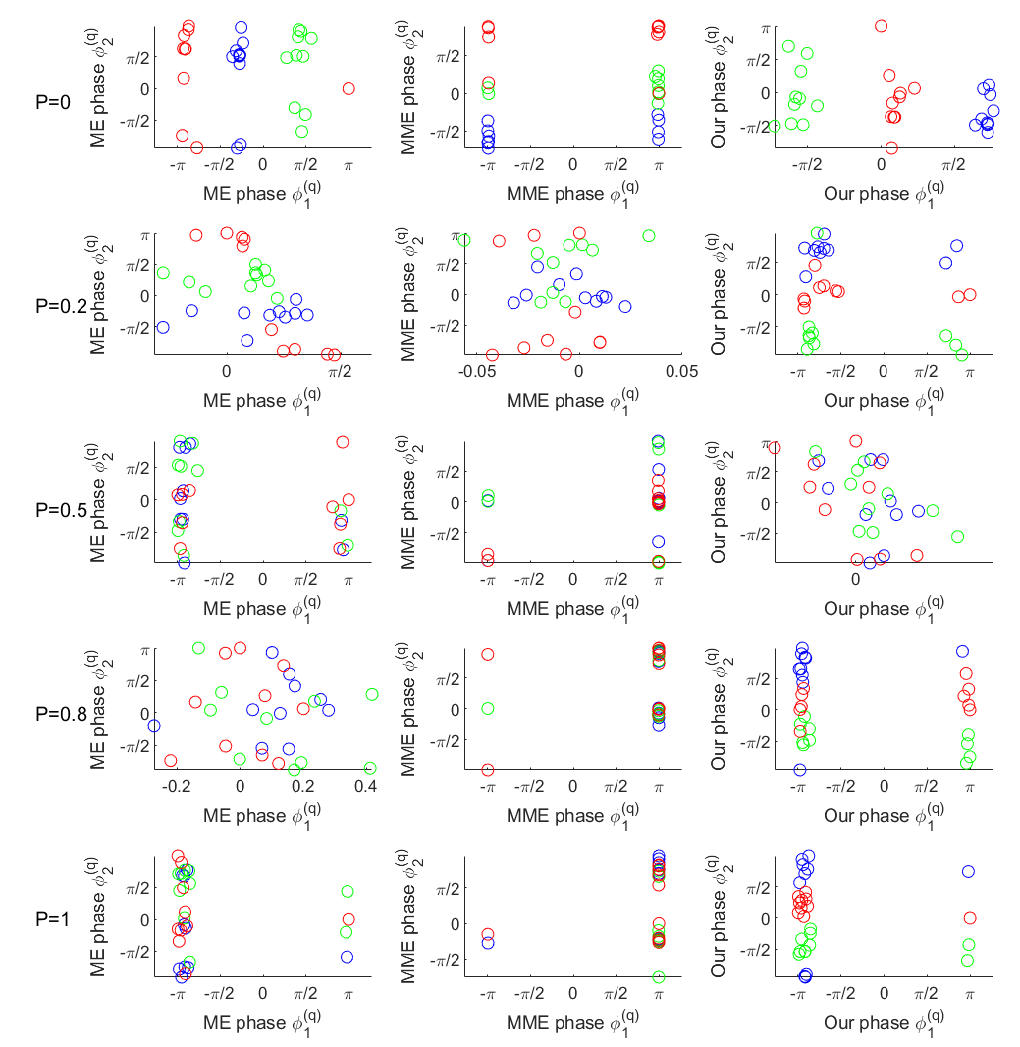 P=0
ME phase ϕ₂⁽q⁾
π/2
0
-π/2
-π -π/2 0 π/2 π
ME phase ϕ₁⁽q⁾
MME phase ϕ₂⁽q⁾
π/2
0
-π/2
-π -π/2 0 π/2 π
MME phase ϕ₁⁽q⁾
Our phase ϕ₂⁽q⁾
π
π/2
0
-π/2
-π/2 0 π/2
Our phase ϕ₁⁽q⁾
P=0.2
ME phase ϕ₂⁽q⁾
π
π/2
0
-π/2
0 π/2
ME phase ϕ₁⁽q⁾
MME phase ϕ₂⁽q⁾
π
π/2
0
-π/2
-0.05 0 0.05
MME phase ϕ₁⁽q⁾
Our phase ϕ₂⁽q⁾
π/2
0
-π/2
-π -π/2 0 π/2 π
Our phase ϕ₁⁽q⁾
P=0.5
ME phase ϕ₂⁽q⁾
π/2
0
-π/2
-π -π/2 0 π/2 π
ME phase ϕ₁⁽q⁾
MME phase ϕ₂⁽q⁾
π/2
0
-π/2
-π -π/2 0 π/2 π
MME phase ϕ₁⁽q⁾
Our phase ϕ₂⁽q⁾
π
π/2
0
-π/2
0
Our phase ϕ₁⁽q⁾
P=0.8
ME phase ϕ₂⁽q⁾
π
π/2
0
-π/2
-0.2 0 0.2 0.4
ME phase ϕ₁⁽q⁾
MME phase ϕ₂⁽q⁾
π/2
0
-π/2
-π -π/2 0 π/2 π
MME phase ϕ₁⁽q⁾
Our phase ϕ₂⁽q⁾
π/2
0
-π/2
-π -π/2 0 π/2 π
Our phase ϕ₁⁽q⁾
P=1
ME phase ϕ₂⁽q⁾
π/2
0
-π/2
-π -π/2 0 π/2 π
ME phase ϕ₁⁽q⁾
MME phase ϕ₂⁽q⁾
π/2
0
-π/2
-π -π/2 0 π/2 π
MME phase ϕ₁⁽q⁾
Our phase ϕ₂⁽q⁾
π/2
0
-π/2
-π -π/2 0 π/2 π
Our phase ϕ₁⁽q⁾